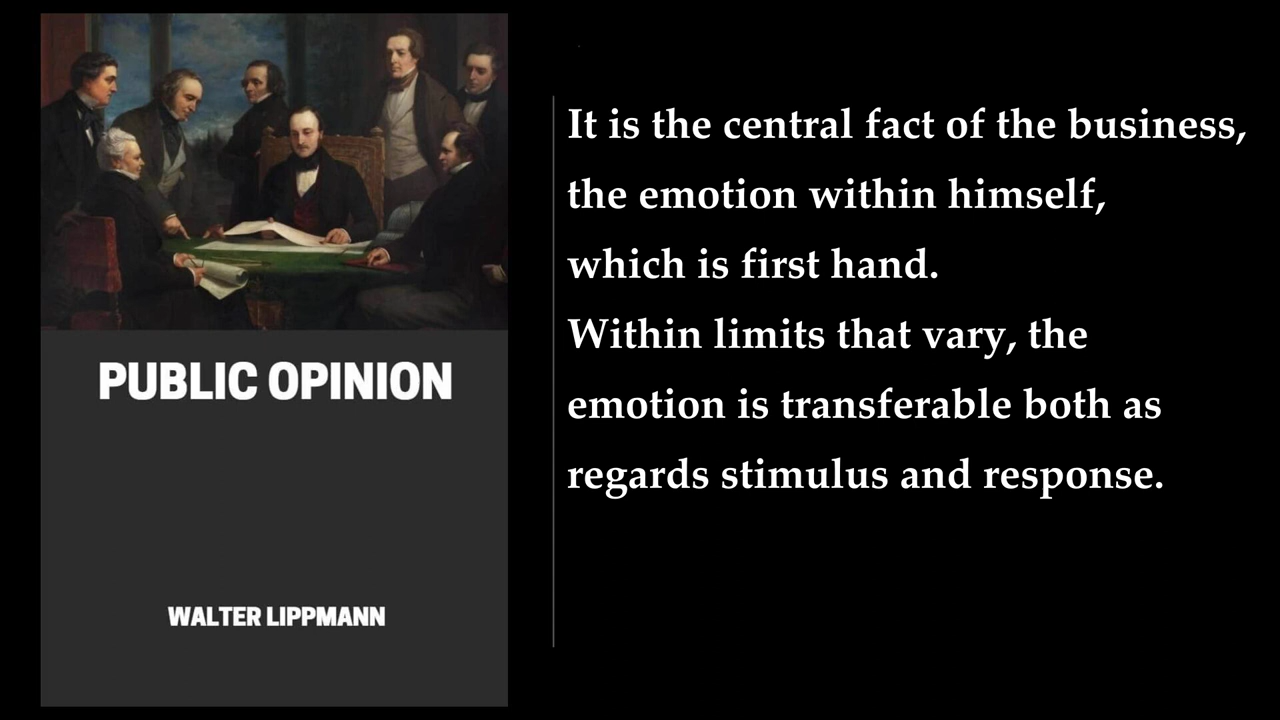 PUBLIC OPINION
WALTER LIPPMANN
It is the central fact of the business,
the emotion within himself,
which is first hand.
Within limits that vary, the
emotion is transferable both as
regards stimulus and response.